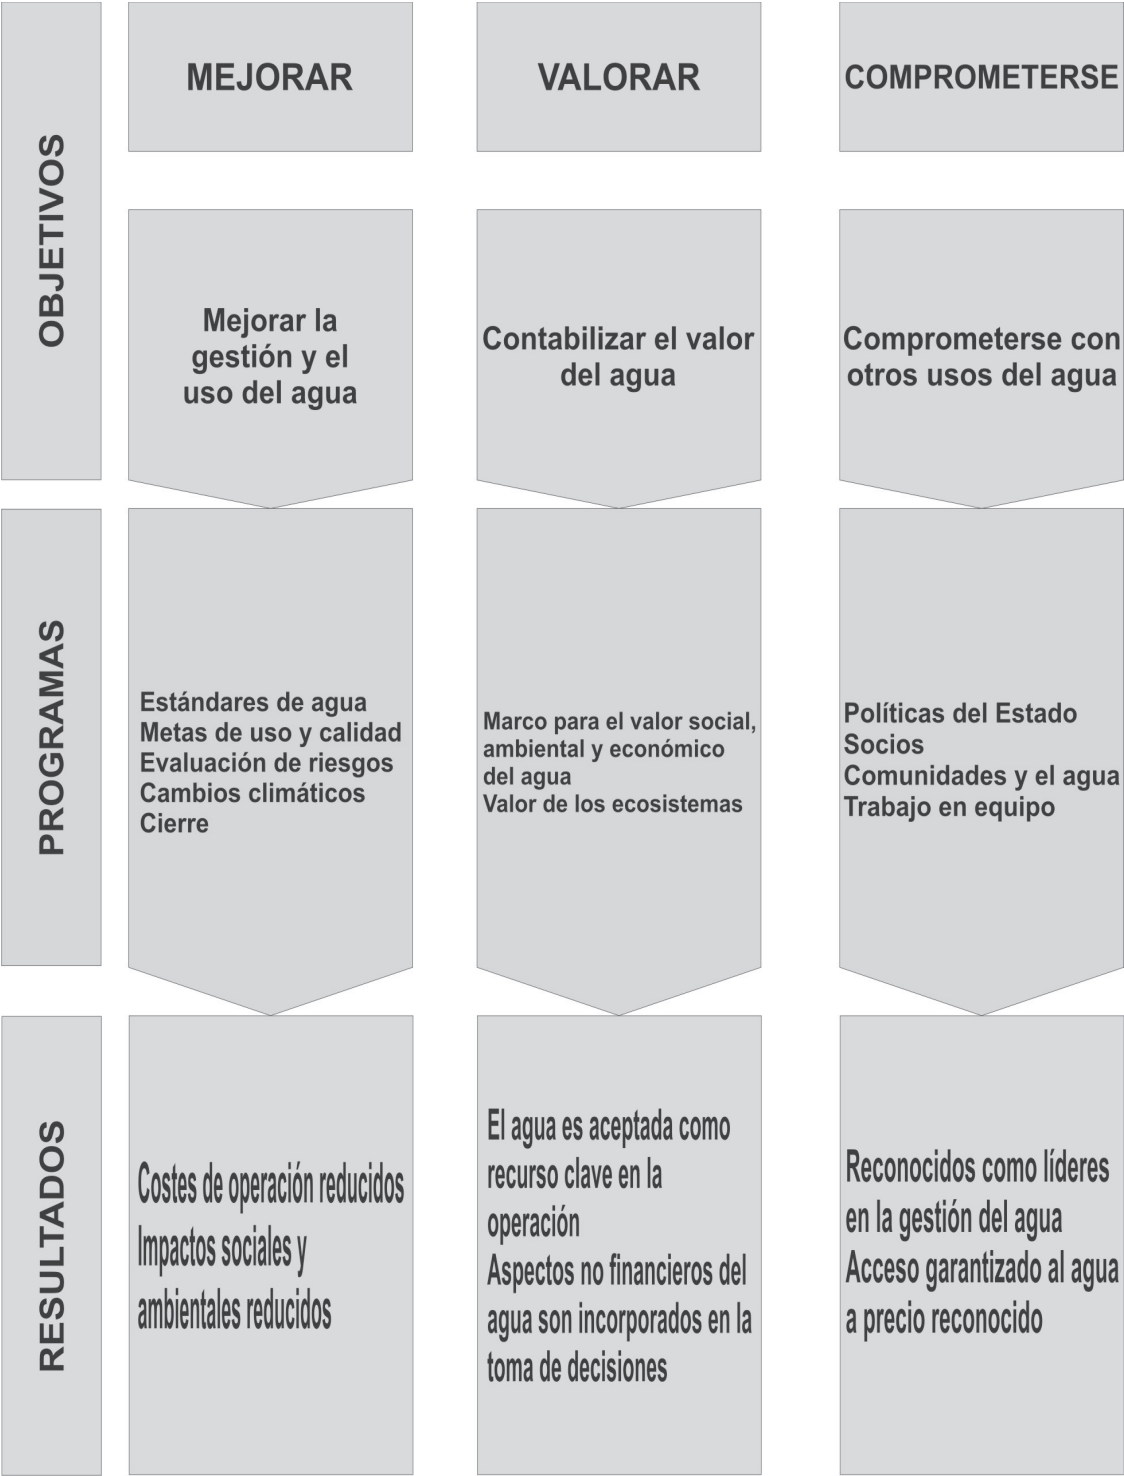 OBJETIVOS
MEJORAR
VALORAR
COMPROMETERSE
Mejorar la
gestión y el
uso del agua
Contabilizar el valor
del agua
Comprometerse con
otros usos del agua
PROGRAMAS
Estándares de agua
Metas de uso y calidad
Evaluación de riesgos
Cambios climáticos
Cierre
Marco para el valor social,
ambiental y económico
del agua
Valor de los ecosistemas
Políticas del Estado
Socios
Comunidades y el agua
Trabajo en equipo
RESULTADOS
Costes de operación reducidos
Impactos sociales y
ambientales reducidos
El agua es aceptada como
recurso clave en la
operación
Aspectos no financieros del
agua son incorporados en la
toma de decisiones
Reconocidos como líderes
en la gestión del agua
Acceso garantizado al agua
a precio reconocido